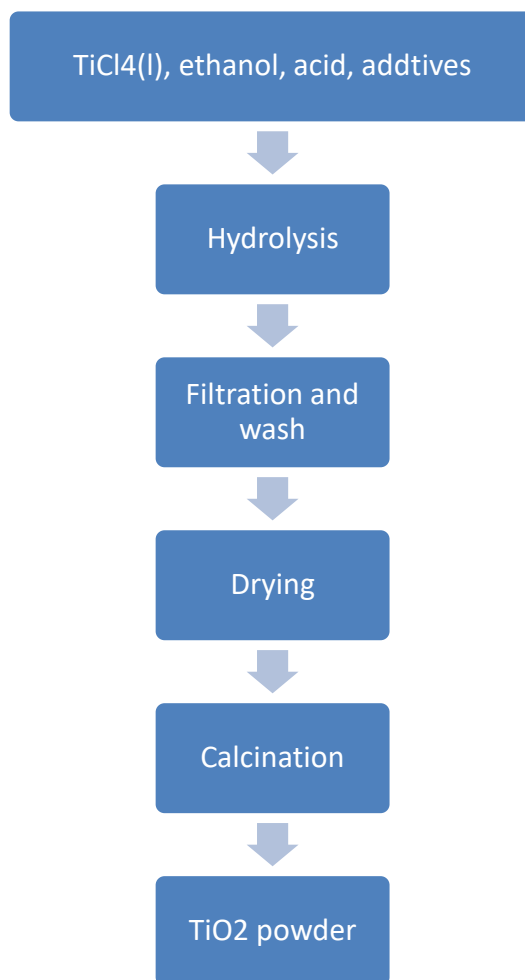 TiCl4(l), ethanol, acid, addtives
Hydrolysis
Filtration and
wash
Drying
Calcination
TiO2 powder